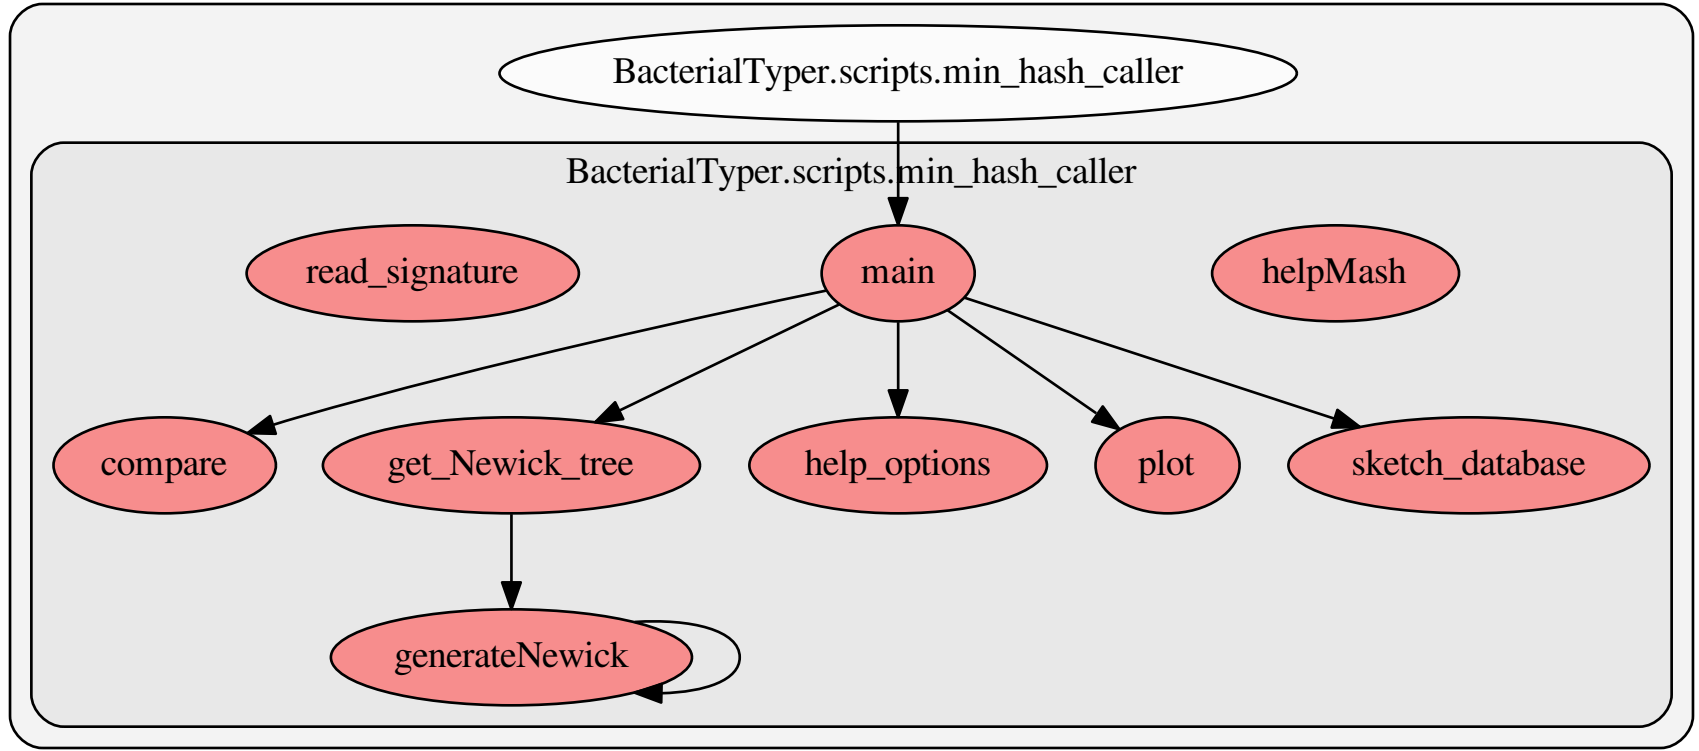 BacterialTyper.scripts.min_hash_caller
BacterialTyper.scripts.min_hash_caller
read_signature
main
helpMash
compare
get_Newick_tree
help_options
plot
sketch_database
generateNewick